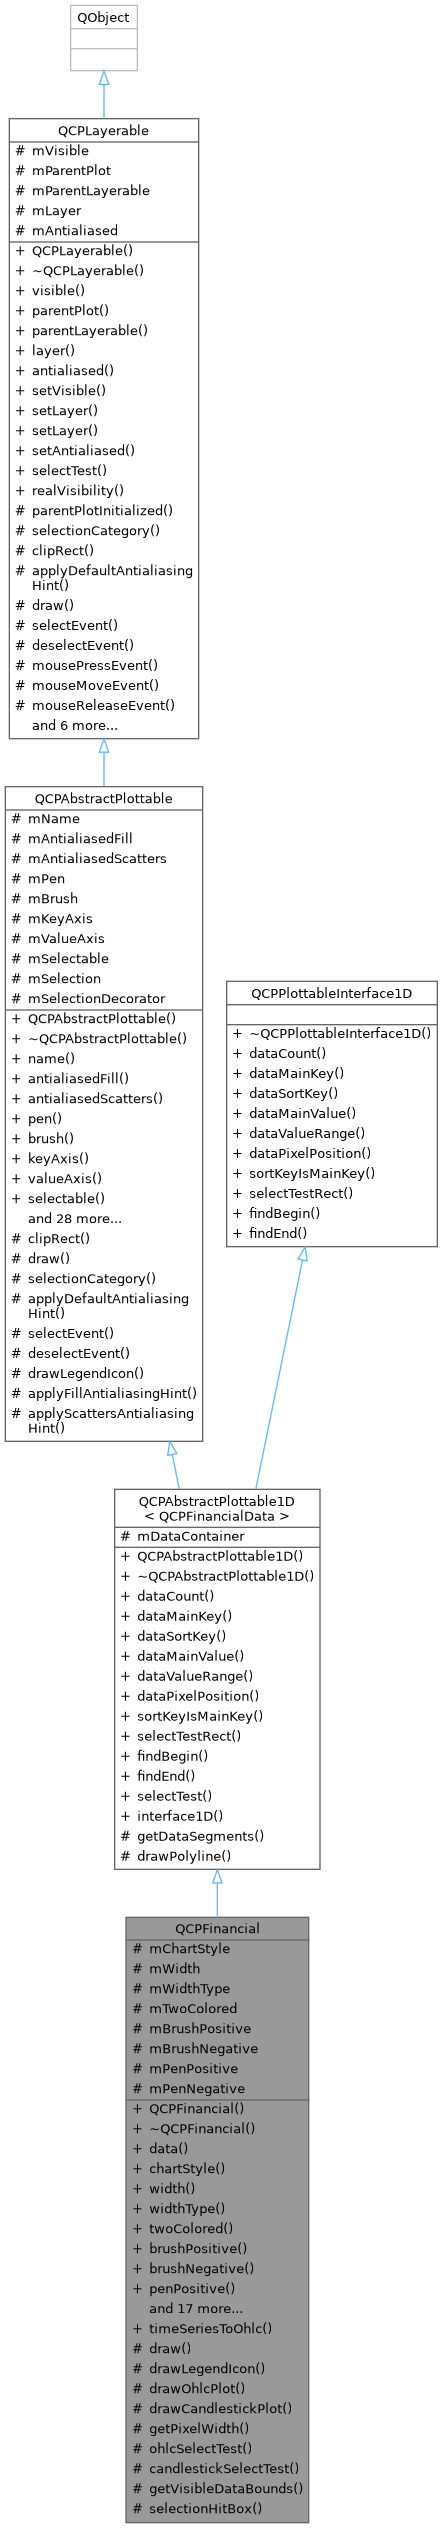 QObject
QCPLayerable
# mVisible
# mParentPlot
# mParentLayerable
# mLayer
# mAntialiased
+ QCPLayerable()
+ ~QCPLayerable()
+ visible()
+ parentPlot()
+ parentLayerable()
+ layer()
+ antialiased()
+ setVisible()
+ setLayer()
+ setLayer()
+ setAntialiased()
+ selectTest()
+ realVisibility()
# parentPlotInitialized()
# selectionCategory()
# clipRect()
# applyDefaultAntialiasing
Hint()
# draw()
# selectEvent()
# deselectEvent()
# mousePressEvent()
# mouseMoveEvent()
# mouseReleaseEvent()
and 6 more...
QCPAbstractPlottable
# mName
# mAntialiasedFill
# mAntialiasedScatters
# mPen
# mBrush
# mKeyAxis
# mValueAxis
# mSelectable
# mSelection
# mSelectionDecorator
+ QCPAbstractPlottable()
+ ~QCPAbstractPlottable()
+ name()
+ antialiasedFill()
+ antialiasedScatters()
+ pen()
+ brush()
+ keyAxis()
+ valueAxis()
+ selectable()
and 28 more...
# clipRect()
# draw()
# selectionCategory()
# applyDefaultAntialiasing
Hint()
# selectEvent()
# deselectEvent()
# drawLegendIcon()
# applyFillAntialiasingHint()
# applyScattersAntialiasing
Hint()
QCPPlottableInterface1D
+ ~QCPPlottableInterface1D()
+ dataCount()
+ dataMainKey()
+ dataSortKey()
+ dataMainValue()
+ dataValueRange()
+ dataPixelPosition()
+ sortKeyIsMainKey()
+ selectTestRect()
+ findBegin()
+ findEnd()
QCPAbstractPlottable1D
< QCPFinancialData >
# mDataContainer
+ QCPAbstractPlottable1D()
+ ~QCPAbstractPlottable1D()
+ dataCount()
+ dataMainKey()
+ dataSortKey()
+ dataMainValue()
+ dataValueRange()
+ dataPixelPosition()
+ sortKeyIsMainKey()
+ selectTestRect()
+ findBegin()
+ findEnd()
+ selectTest()
+ interface1D()
# getDataSegments()
# drawPolyline()
QCPFinancial
# mChartStyle
# mWidth
# mWidthType
# mTwoColored
# mBrushPositive
# mBrushNegative
# mPenPositive
# mPenNegative
+ QCPFinancial()
+ ~QCPFinancial()
+ data()
+ chartStyle()
+ width()
+ widthType()
+ twoColored()
+ brushPositive()
+ brushNegative()
+ penPositive()
and 17 more...
+ timeSeriesToOhlc()
# draw()
# drawLegendIcon()
# drawOhlcPlot()
# drawCandlestickPlot()
# getPixelWidth()
# ohlcSelectTest()
# candlestickSelectTest()
# getVisibleDataBounds()
# selectionHitBox()